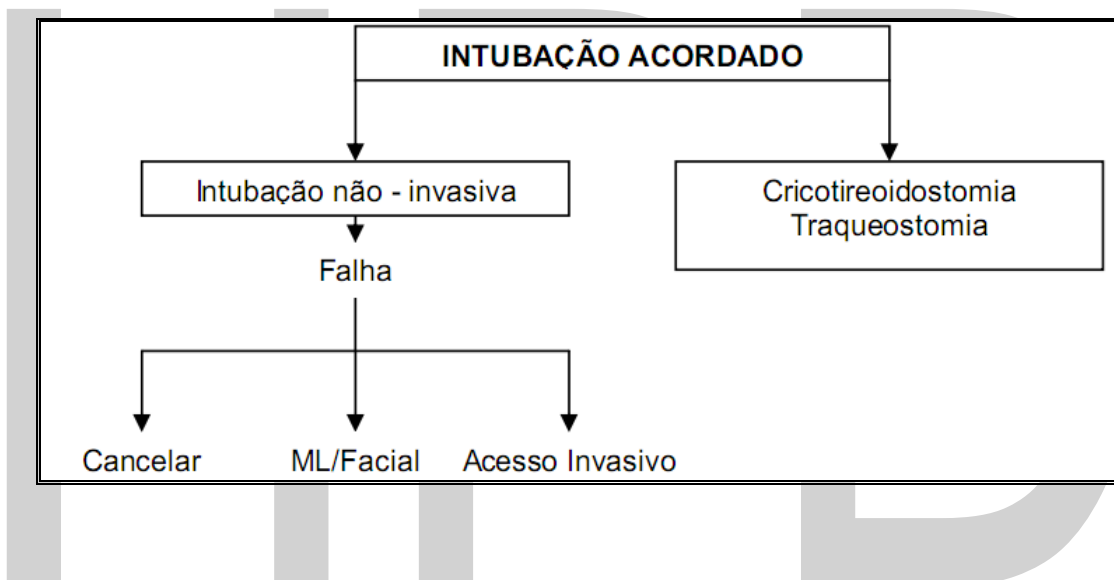 INTUBAÇÃO ACORDADO
Intubação não - invasiva
Cricotireoidostomia
Traqueostomia
Falha
Cancelar
ML/Facial
Acesso Invasivo